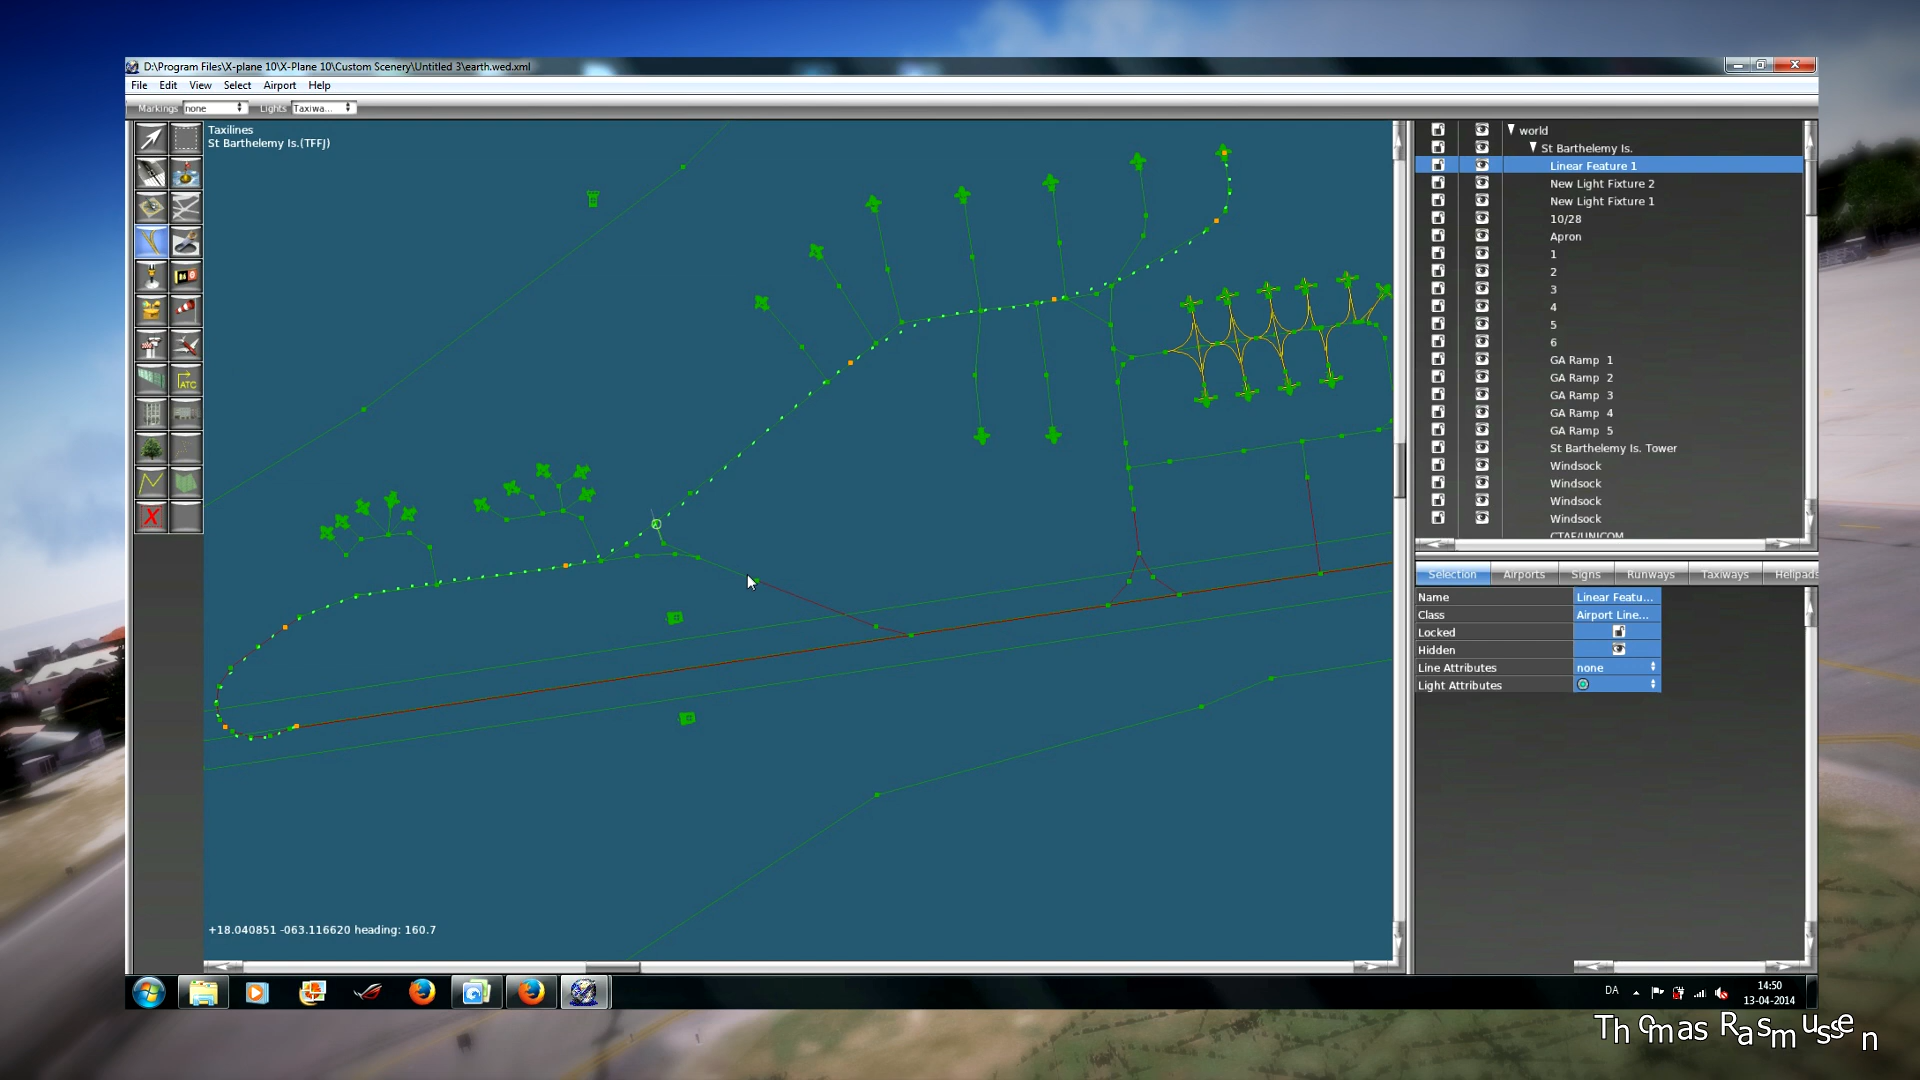 D:\Program Files\X-plane 10\X-Plane 10\Custom Scenery\Untitled 3\earth.wed.xml
File Edit View Select Airport Help
Markings none Lights Taxiwa...
Taxilines
St Barthelemy Is.(TFFJ)
ATC
X
+18.040851 -063.116620 heading: 160.7
world
St Barthelemy Is.
Linear Feature 1
New Light Fixture 2
New Light Fixture 1
10/28
Apron
1
2
3
4
5
6
GA Ramp 1
GA Ramp 2
GA Ramp 3
GA Ramp 4
GA Ramp 5
St Barthelemy Is. Tower
Windsock
Windsock
Windsock
Windsock
CTAF/UNICOM
Selection Airports Signs Runways Taxiways Helipads
Name Linear Featu...
Class Airport Line...
Locked
Hidden
Line Attributes none
Light Attributes
DA
14:50
13-04-2014
Thomas Rasmussen